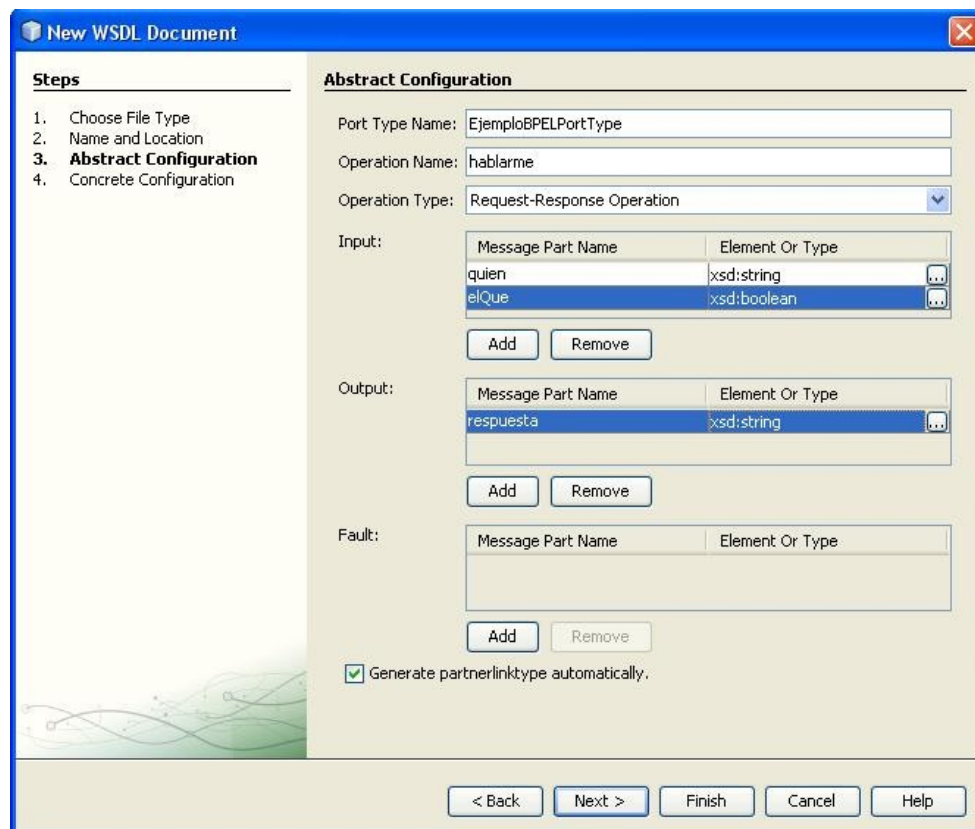 New WSDL Document
Steps
1. Choose File Type
2. Name and Location
3. Abstract Configuration
4. Concrete Configuration
Abstract Configuration
Port Type Name: EjemploBPELPortType
Operation Name: hablarme
Operation Type: Request-Response Operation
Input:
Message Part Name Element Or Type
quien xsd:string ...
elQue xsd:boolean ...
Add Remove
Output:
Message Part Name Element Or Type
respuesta xsd:string ...
Add Remove
Fault:
Message Part Name Element Or Type
Add Remove
Generate partnerlinktype automatically.
< Back Next > Finish Cancel Help